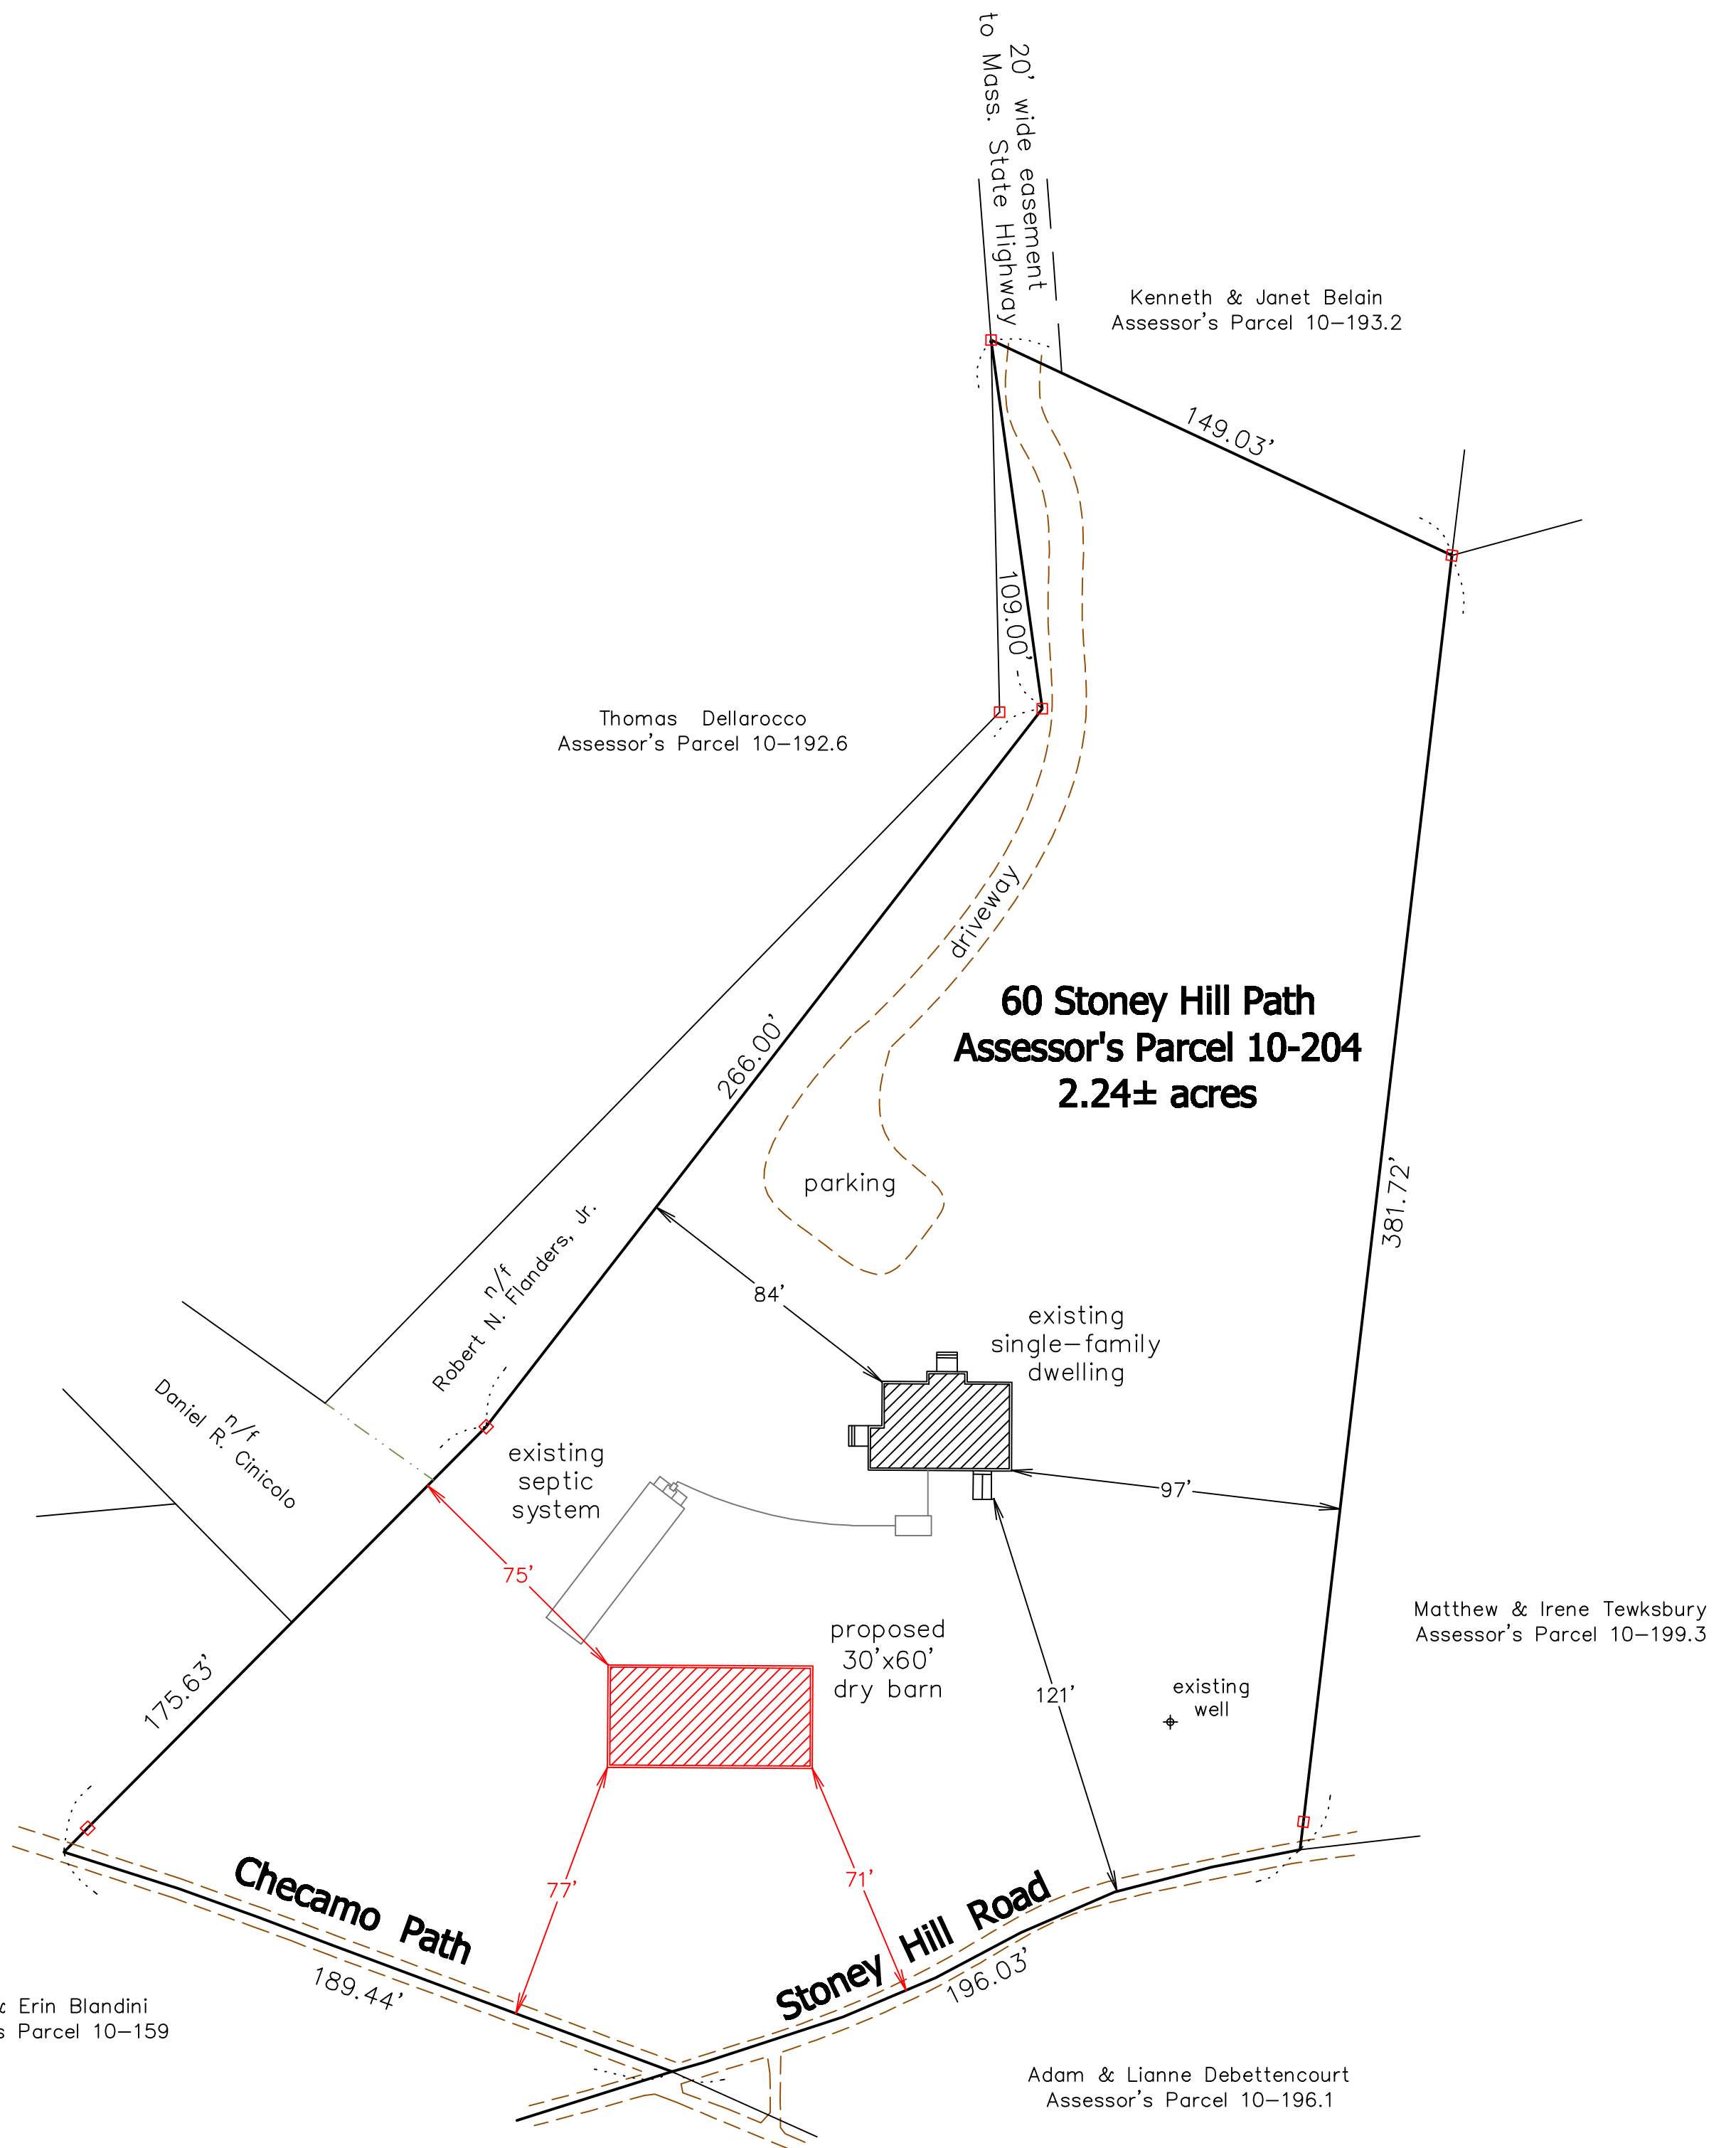 20' wide easement
to Mass. State Highway
Kenneth & Janet Belain
Assessor's Parcel 10-193.2
149.03'
109.00'
Thomas Dellarocco
Assessor's Parcel 10-192.6
driveway
60 Stoney Hill Path
Assessor's Parcel 10-204
2.24± acres
266.00'
381.72'
parking
n/f
Robert N. Flanders, Jr.
84'
existing
single-family
dwelling
n/f
Daniel R. Cinicolo
existing
septic
system
97'
75'
Matthew & Irene Tewksbury
Assessor's Parcel 10-199.3
proposed
30'x60'
dry barn
175.63'
121'
existing
well
77'
71'
Checamo Path
Stoney Hill Road
189.44'
196.03'
& Erin Blandini
s Parcel 10-159
Adam & Lianne Debettencourt
Assessor's Parcel 10-196.1